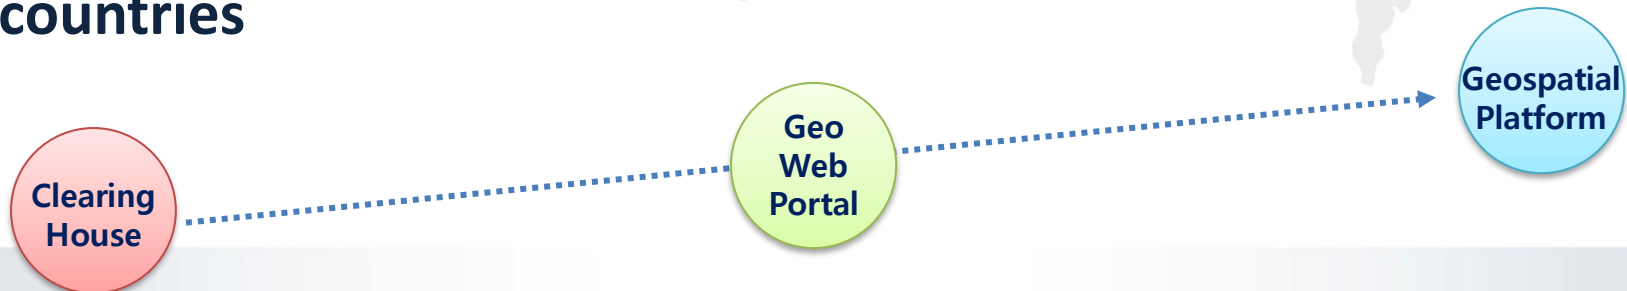 countries
Geospatial
Platform
Geo
Web
Portal
Clearing
House